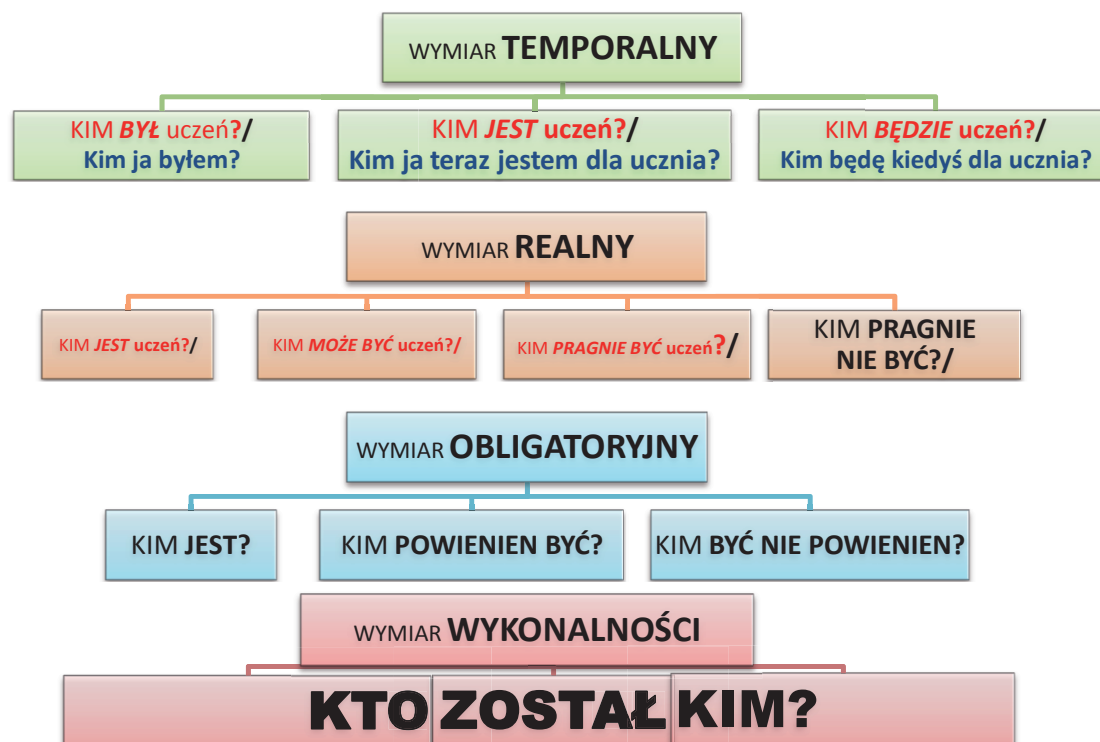 WYMIAR TEMPORALNY
KIM BYŁ uczeń?/
Kim ja byłem?
KIM JEST uczeń?/
Kim ja teraz jestem dla ucznia?
KIM BĘDZIE uczeń?/
Kim będę kiedyś dla ucznia?
WYMIAR REALNY
KIM JEST uczeń?/
KIM MOŻE BYĆ uczeń?/
KIM PRAGNIE BYĆ uczeń?/
KIM PRAGNIE
NIE BYĆ?/
WYMIAR OBLIGATORYJNY
KIM JEST?
KIM POWIENIEN BYĆ?
KIM BYĆ NIE POWIENIEN?
WYMIAR WYKONALNOŚCI
KTO ZOSTAŁ KIM?